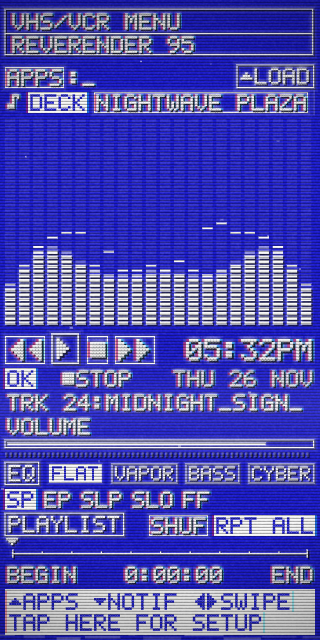 VHS/VCR MENU
REVERENDER 95
APPS:_ LOAD
DECK NIGHTWAVE PLAZA
05:32PM
OK STOP THU 26 NOV
TRK 24:MIDNIGHT_SIGN_
VOLUME
EQ FLAT VAPOR BASS CYBER
SP EP SLP SLO FF
PLAYLIST SHUF RPT ALL
BEGIN 0:00:00 END
APPS NOTIF SWIPE
TAP HERE FOR SETUP